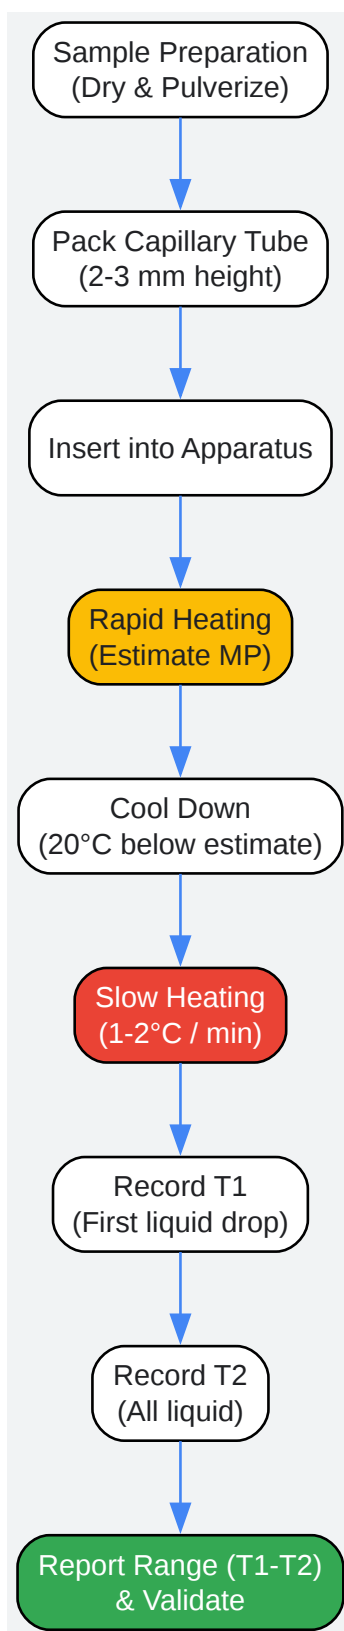 Sample Preparation
(Dry & Pulverize)
Pack Capillary Tube
(2-3 mm height)
Insert into Apparatus
Rapid Heating
(Estimate MP)
Cool Down
(20°C below estimate)
Slow Heating
(1-2°C / min)
Record T1
(First liquid drop)
Record T2
(All liquid)
Report Range (T1-T2)
& Validate